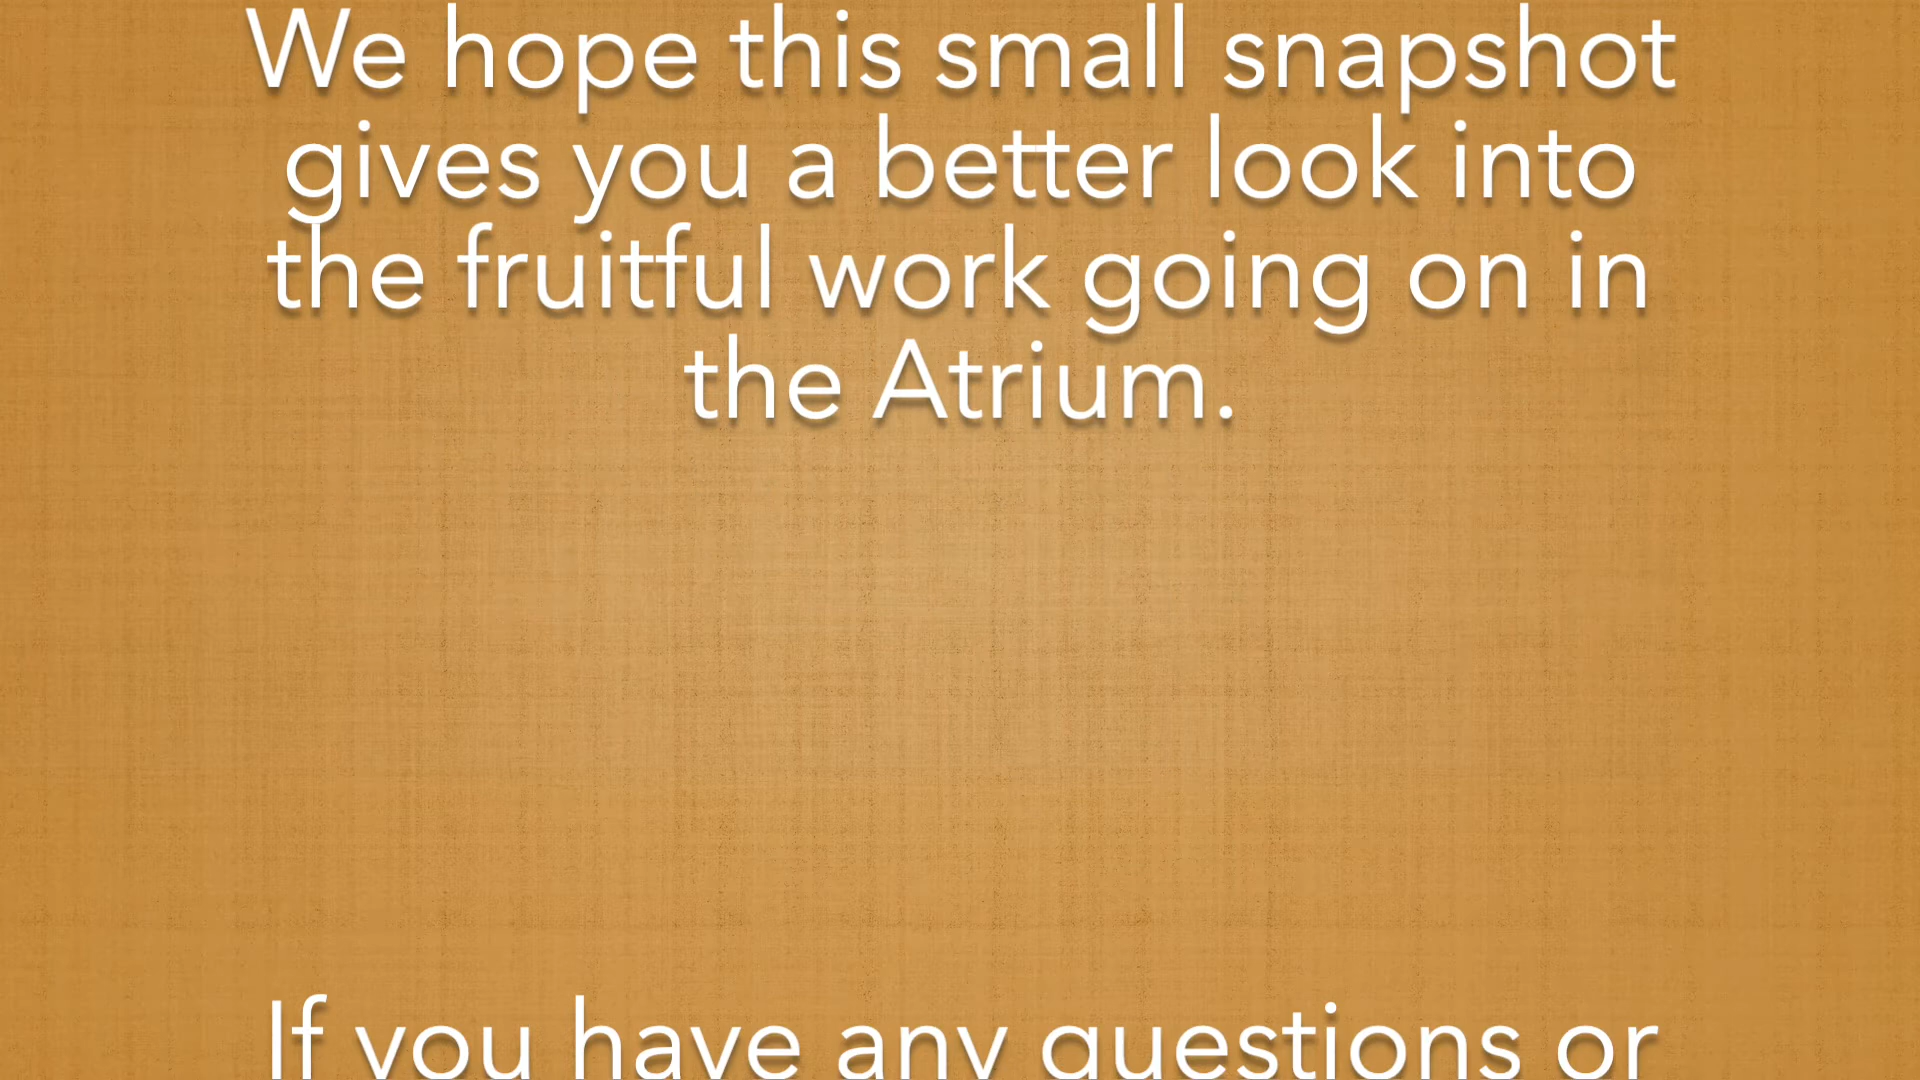 We hope this small snapshot
gives you a better look into
the fruitful work going on in
the Atrium.
If you have any questions or